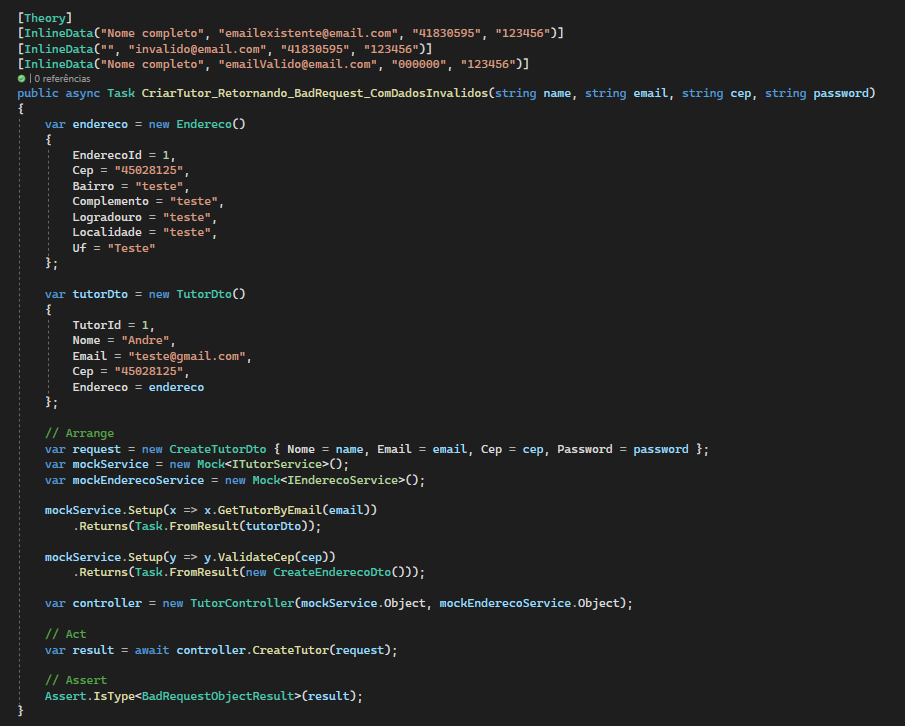 [Theory]
[InlineData("Nome completo", "emailexistente@email.com", "41830595", "123456")]
[InlineData("", "invalido@email.com", "41830595", "123456")]
[InlineData("Nome completo", "emailValido@email.com", "000000", "123456")]
| 0 referências
public async Task CriarTutor_Retornando_BadRequest_ComDadosInvalidos(string name, string email, string cep, string password)
{
    var endereco = new Endereco()
    {
        EnderecoId = 1,
        Cep = "45028125",
        Bairro = "teste",
        Complemento = "teste",
        Logradouro = "teste",
        Localidade = "teste",
        Uf = "Teste"
    };

    var tutorDto = new TutorDto()
    {
        TutorId = 1,
        Nome = "Andre",
        Email = "teste@gmail.com",
        Cep = "45028125",
        Endereco = endereco
    };

    // Arrange
    var request = new CreateTutorDto { Nome = name, Email = email, Cep = cep, Password = password };
    var mockService = new Mock<ITutorService>();
    var mockEnderecoService = new Mock<IEnderecoService>();

    mockService.Setup(x => x.GetTutorByEmail(email))
        .Returns(Task.FromResult(tutorDto));

    mockService.Setup(y => y.ValidateCep(cep))
        .Returns(Task.FromResult(new CreateEnderecoDto()));

    var controller = new TutorController(mockService.Object, mockEnderecoService.Object);

    // Act
    var result = await controller.CreateTutor(request);

    // Assert
    Assert.IsType<BadRequestObjectResult>(result);
}